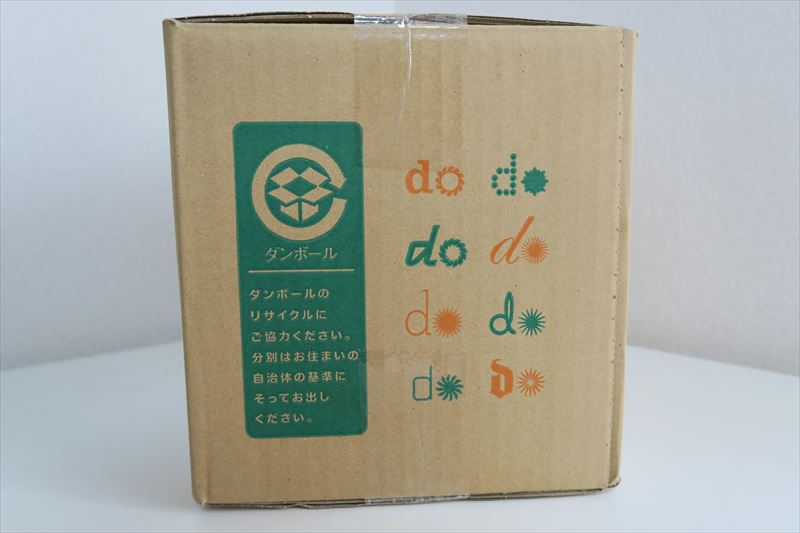 ダンボール
ダンボールの
リサイクルに
ご協力ください。
分別はお住まいの
自治体の基準に
そってお出し
ください。
do do
do do
do do
do do